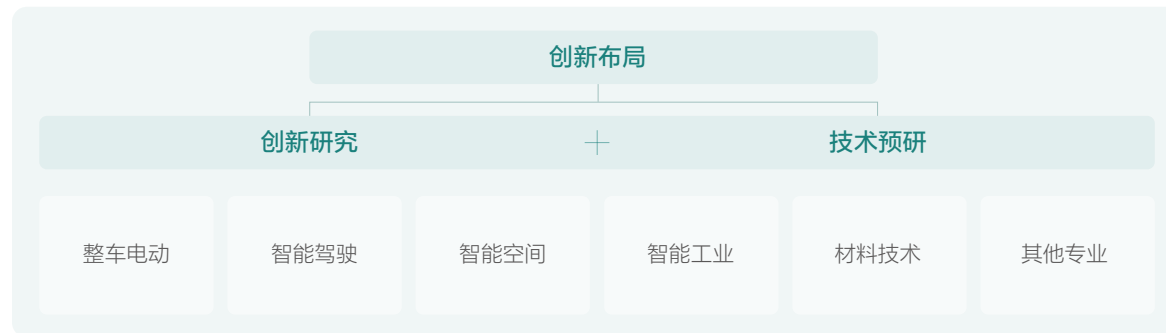 创新布局
创新研究 + 技术预研
整车电动 智能驾驶 智能空间 智能工业 材料技术 其他专业